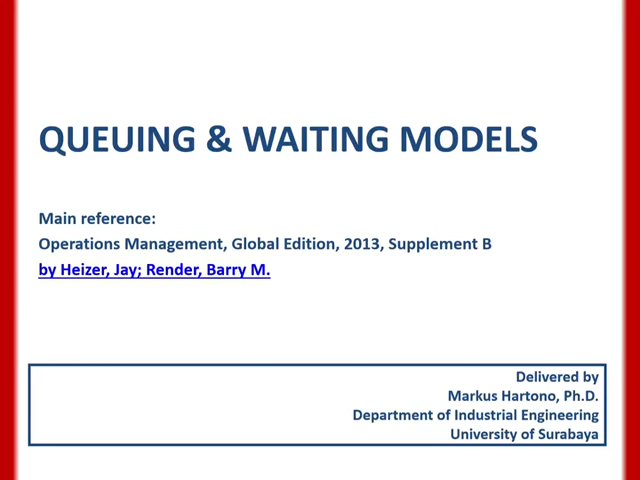 QUEUING & WAITING MODELS
Main reference:
Operations Management, Global Edition, 2013, Supplement B
by Heizer, Jay; Render, Barry M.
Delivered by
Markus Hartono, Ph.D.
Department of Industrial Engineering
University of Surabaya